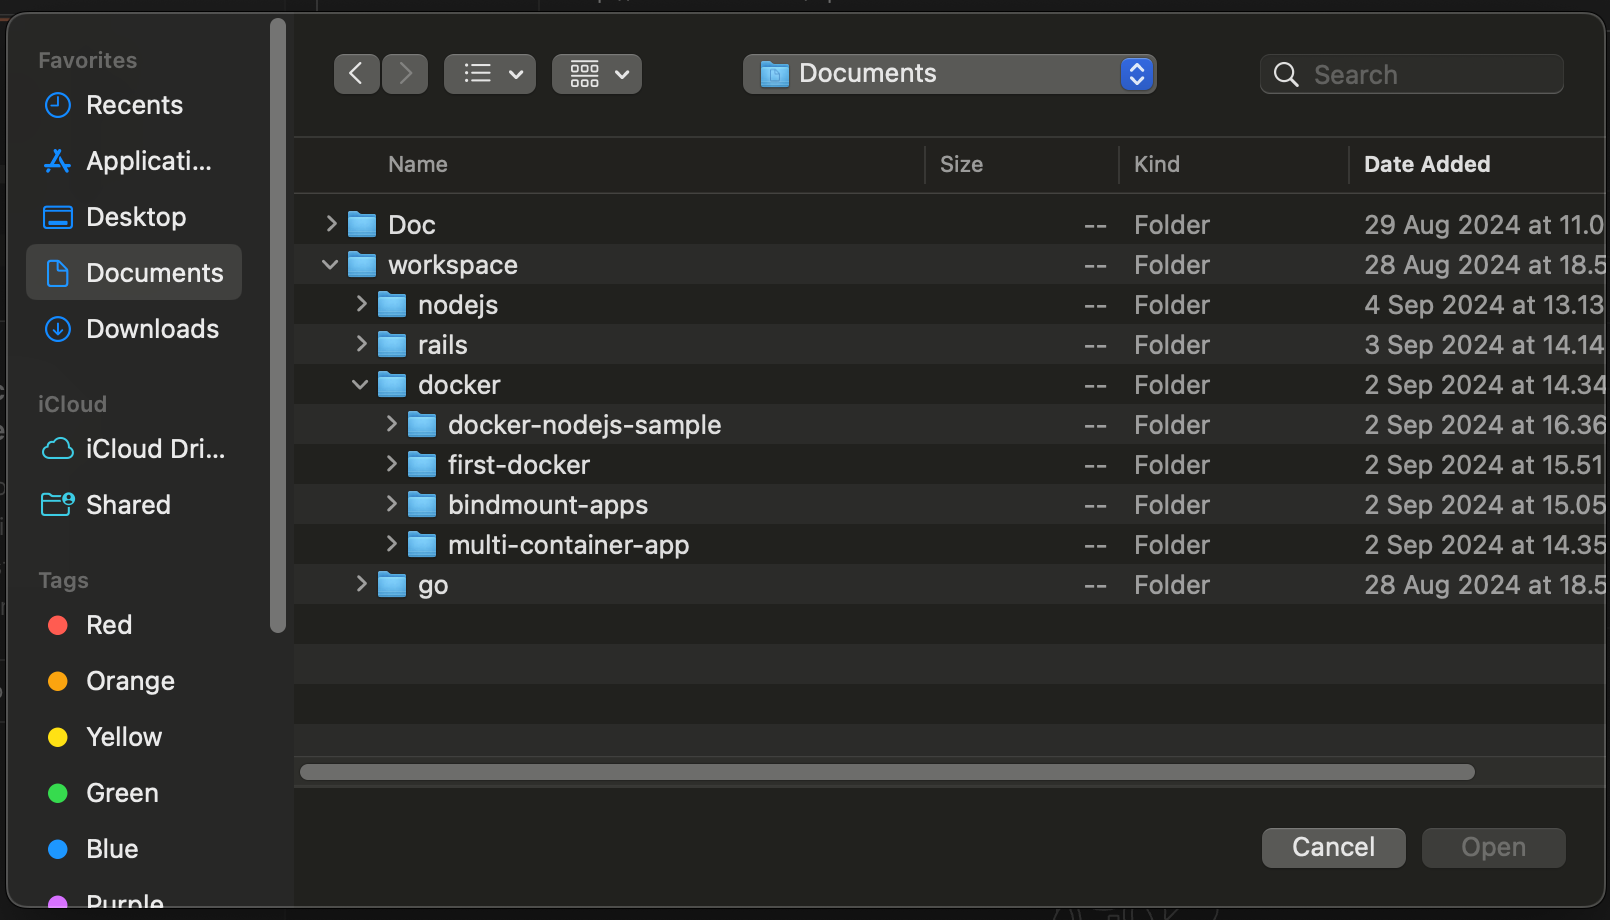 Favorites
Recents
Applicati...
Desktop
Documents
Downloads
iCloud
iCloud Dri...
Shared
Tags
Red
Orange
Yellow
Green
Blue
Purple
Documents
Search
Name Size Kind Date Added
Doc -- Folder 29 Aug 2024 at 11.0
workspace -- Folder 28 Aug 2024 at 18.5
nodejs -- Folder 4 Sep 2024 at 13.13
rails -- Folder 3 Sep 2024 at 14.14
docker -- Folder 2 Sep 2024 at 14.34
docker-nodejs-sample -- Folder 2 Sep 2024 at 16.36
first-docker -- Folder 2 Sep 2024 at 15.51
bindmount-apps -- Folder 2 Sep 2024 at 15.05
multi-container-app -- Folder 2 Sep 2024 at 14.35
go -- Folder 28 Aug 2024 at 18.5
Cancel Open